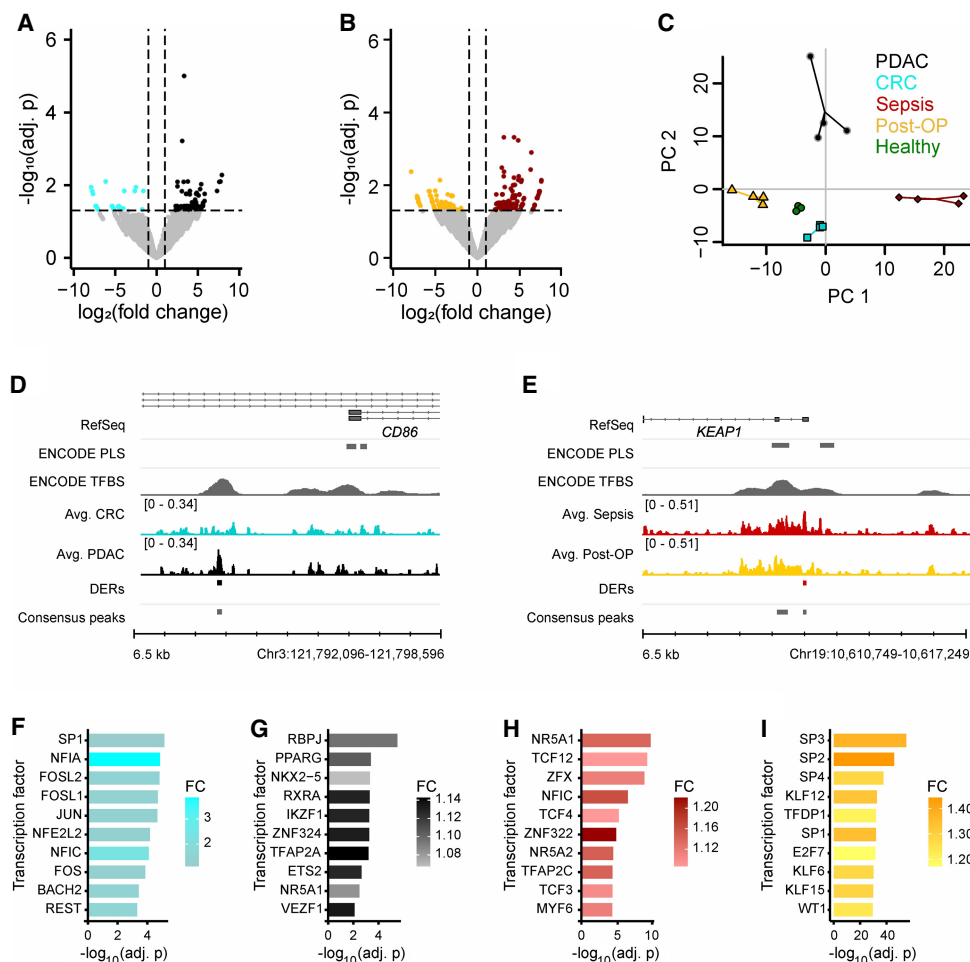 A
6
4
2
0
-log₁₀(adj. p)
−10 −5 0 5 10
log₂(fold change)
B
6
4
2
0
-log₁₀(adj. p)
−10 −5 0 5 10
log₂(fold change)
C
PDAC
CRC
Sepsis
Post-OP
Healthy
20
10
0
−10
PC 2
−10 0 10 20
PC 1
D
RefSeq
CD86
ENCODE PLS
ENCODE TFBS
[0 - 0.34]
Avg. CRC
[0 - 0.34]
Avg. PDAC
DERs
Consensus peaks
6.5 kb Chr3:121,792,096-121,798,596
E
RefSeq
KEAP1
ENCODE PLS
ENCODE TFBS
[0 - 0.51]
Avg. Sepsis
[0 - 0.51]
Avg. Post-OP
DERs
Consensus peaks
6.5 kb Chr19:10,610,749-10,617,249
F
Transcription factor
SP1
NFIA
FOSL2
FOSL1
JUN
NFE2L2
NFIC
FOS
BACH2
REST
0 2 4
-log₁₀(adj. p)
FC
3
2
G
Transcription factor
RBPJ
PPARG
NKX2−5
RXRA
IKZF1
ZNF324
TFAP2A
ETS2
NR5A1
VEZF1
0 2 4
-log₁₀(adj. p)
FC
1.14
1.10
1.08
H
Transcription factor
NR5A1
TCF12
ZFX
NFIC
TCF4
ZNF322
NR5A2
TFAP2C
TCF3
MYF6
0 5 10
-log₁₀(adj. p)
FC
1.20
1.16
1.12
I
Transcription factor
SP3
SP2
SP4
KLF12
TFDP1
SP1
E2F7
KLF6
KLF15
WT1
0 20 40
-log₁₀(adj. p)
FC
1.40
1.30
1.20